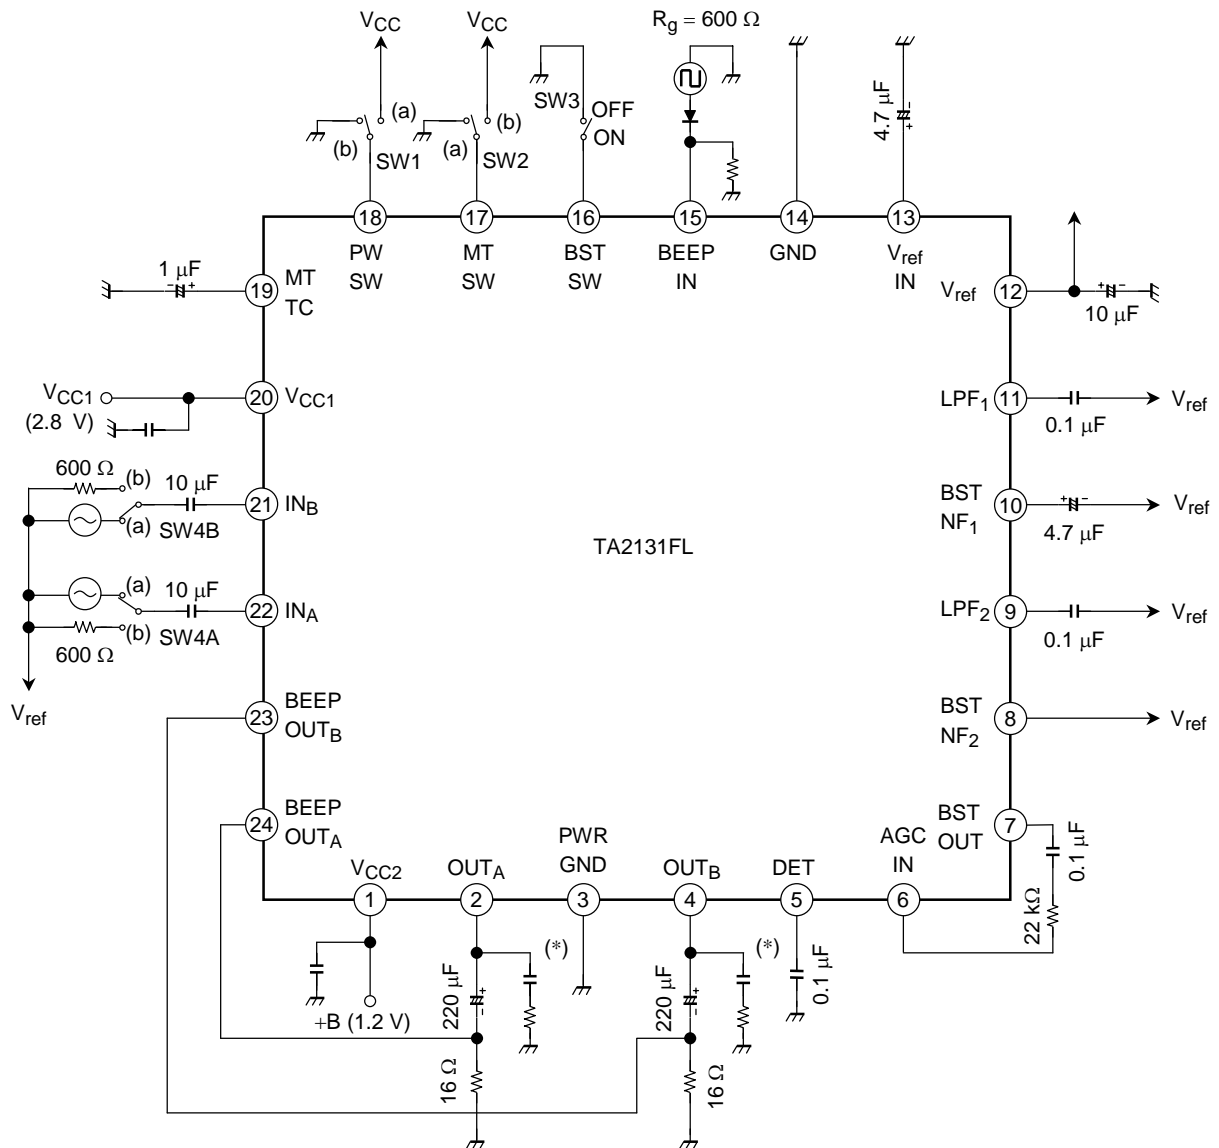 VCC
VCC
Rg = 600 Ω
SW3
OFF
ON
4.7 μF
− +
(a)
(b)
SW1
(b)
(a)
SW2
18
17
16
15
14
13
PW SW
MT SW
BST SW
BEEP IN
GND
Vref IN
1 μF
− +
19
MT TC
Vref
12
+ −
10 μF
VCC1
(2.8 V)
20
VCC1
LPF1
11
0.1 μF
Vref
600 Ω
(b)
10 μF
(a)
SW4B
21
INB
BST NF1
10
+ −
4.7 μF
Vref
TA2131FL
(a)
10 μF
(b)
SW4A
600 Ω
22
INA
LPF2
9
0.1 μF
Vref
Vref
23
BEEP OUTB
BST NF2
8
Vref
24
BEEP OUTA
BST OUT
7
0.1 μF
22 kΩ
VCC2
OUTA
PWR GND
OUTB
DET
AGC IN
1
2
3
4
5
6
+B (1.2 V)
220 μF
+ −
(*)
16 Ω
220 μF
+ −
(*)
16 Ω
0.1 μF